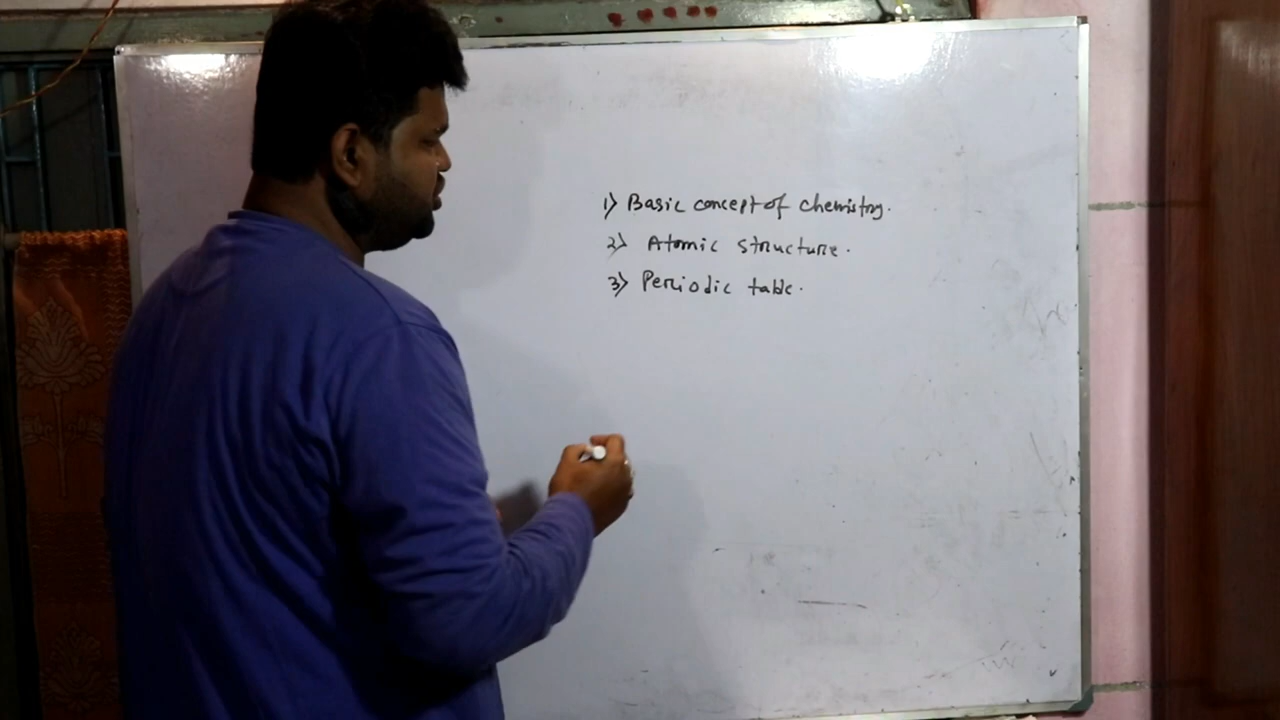 1) Basic concept of chemistry.
2) Atomic structure.
3) Periodic table.